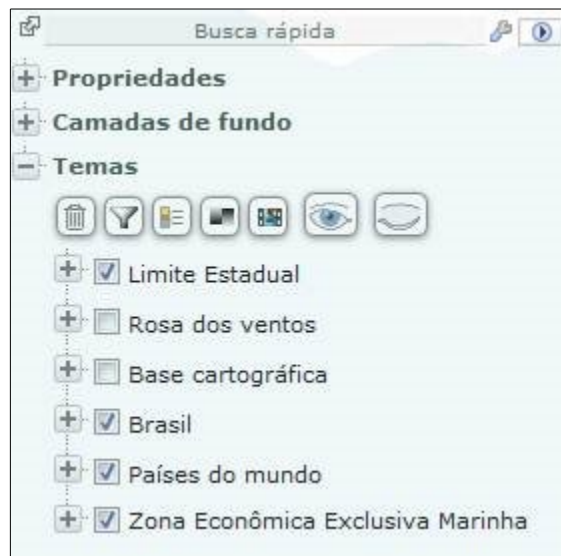 Busca rápida
Propriedades
Camadas de fundo
Temas
Limite Estadual
Rosa dos ventos
Base cartográfica
Brasil
Países do mundo
Zona Econômica Exclusiva Marinha